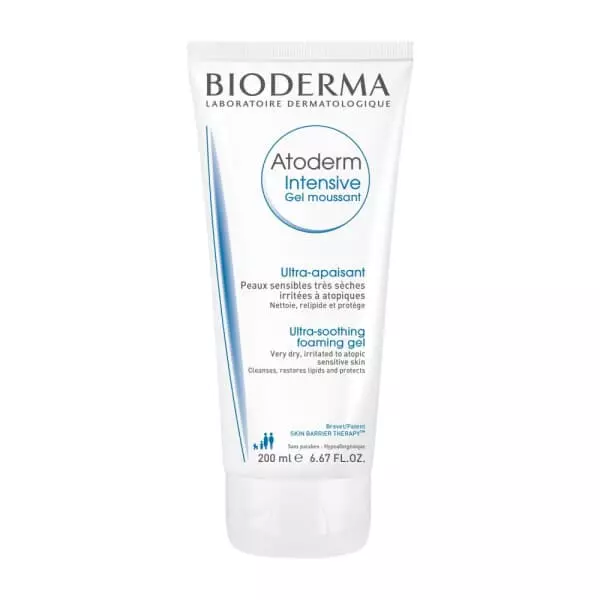 BIODERMA
LABORATOIRE DERMATOLOGIQUE
Atoderm
Intensive
Gel moussant
Ultra-apaisant
Peaux sensibles très sèches
irritées à atopiques
Nettoie, relipide et protège
Ultra-soothing
foaming gel
Very dry, irritated to atopic
sensitive skin
Cleanses, restores lipids and protects
Brevet/Patent
SKIN BARRIER THERAPY™
Sans paraben - Hypoallergénique
200 ml e 6.67 FL.OZ.